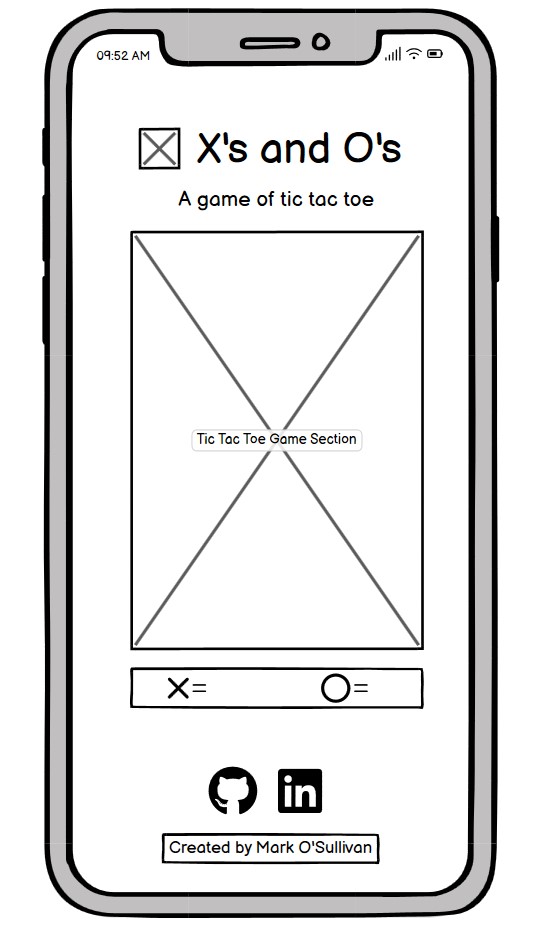 09:52 AM
X's and O's
A game of tic tac toe
Tic Tac Toe Game Section
X= O=
in
Created by Mark O'Sullivan